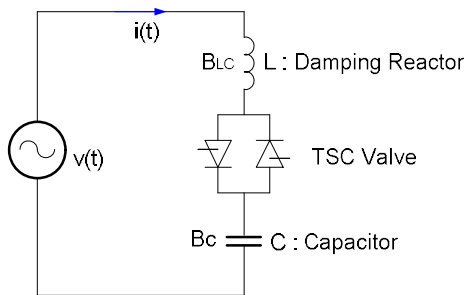 i(t)
BLC L : Damping Reactor
v(t)
TSC Valve
Bc C : Capacitor